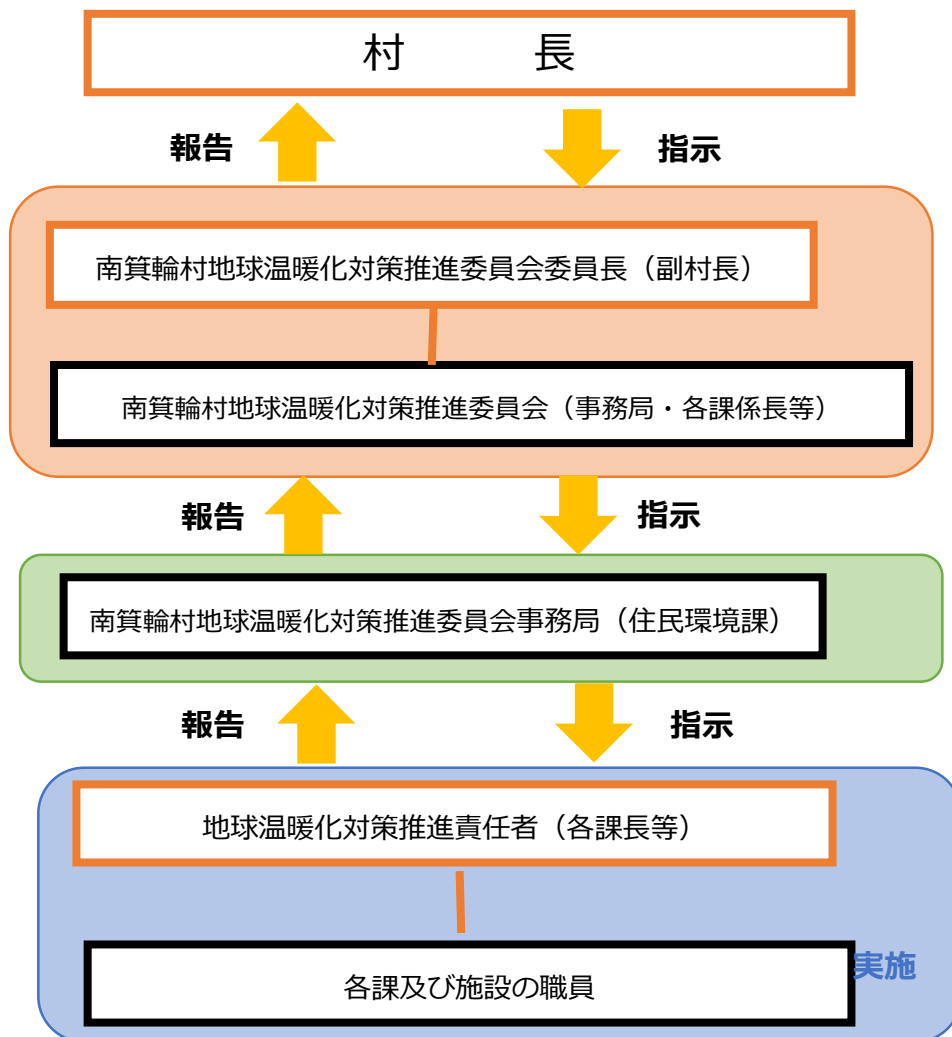 村　長
報告
指示
南箕輪村地球温暖化対策推進委員会委員長（副村長）
南箕輪村地球温暖化対策推進委員会（事務局・各課係長等）
報告
指示
南箕輪村地球温暖化対策推進委員会事務局（住民環境課）
報告
指示
地球温暖化対策推進責任者（各課長等）
各課及び施設の職員
実施